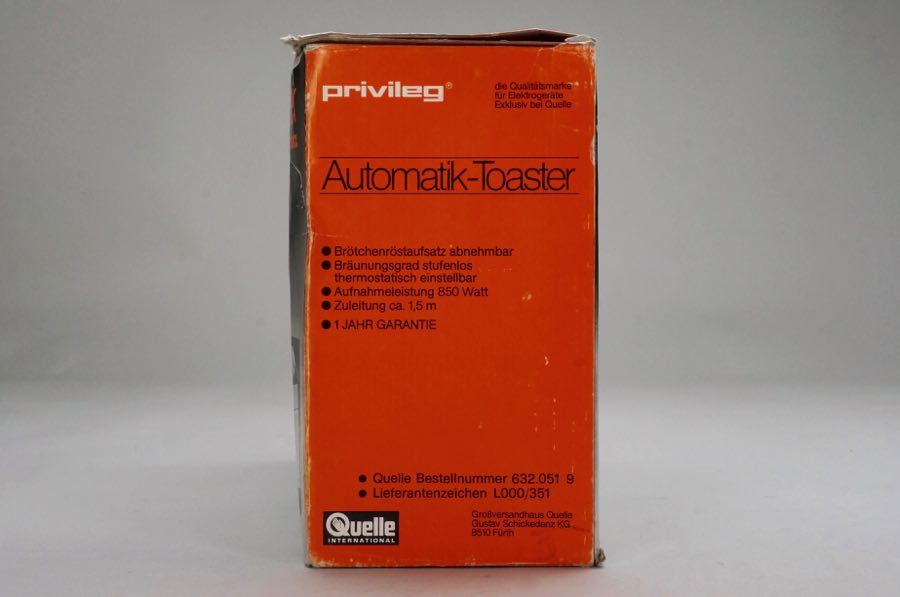 privileg®
die Qualitätsmarke
für Elektrogeräte
Exklusiv bei Quelle
Automatik-Toaster
● Brötchenröstaufsatz abnehmbar
● Bräunungsgrad stufenlos
thermostatisch einstellbar
● Aufnahmeleistung 850 Watt
● Zuleitung ca. 1,5 m
● 1 JAHR GARANTIE
● Quelle Bestellnummer 632.051 9
● Lieferantenzeichen L000/351
Quelle
INTERNATIONAL
Großversandhaus Quelle
Gustav Schickedanz KG
8510 Fürth